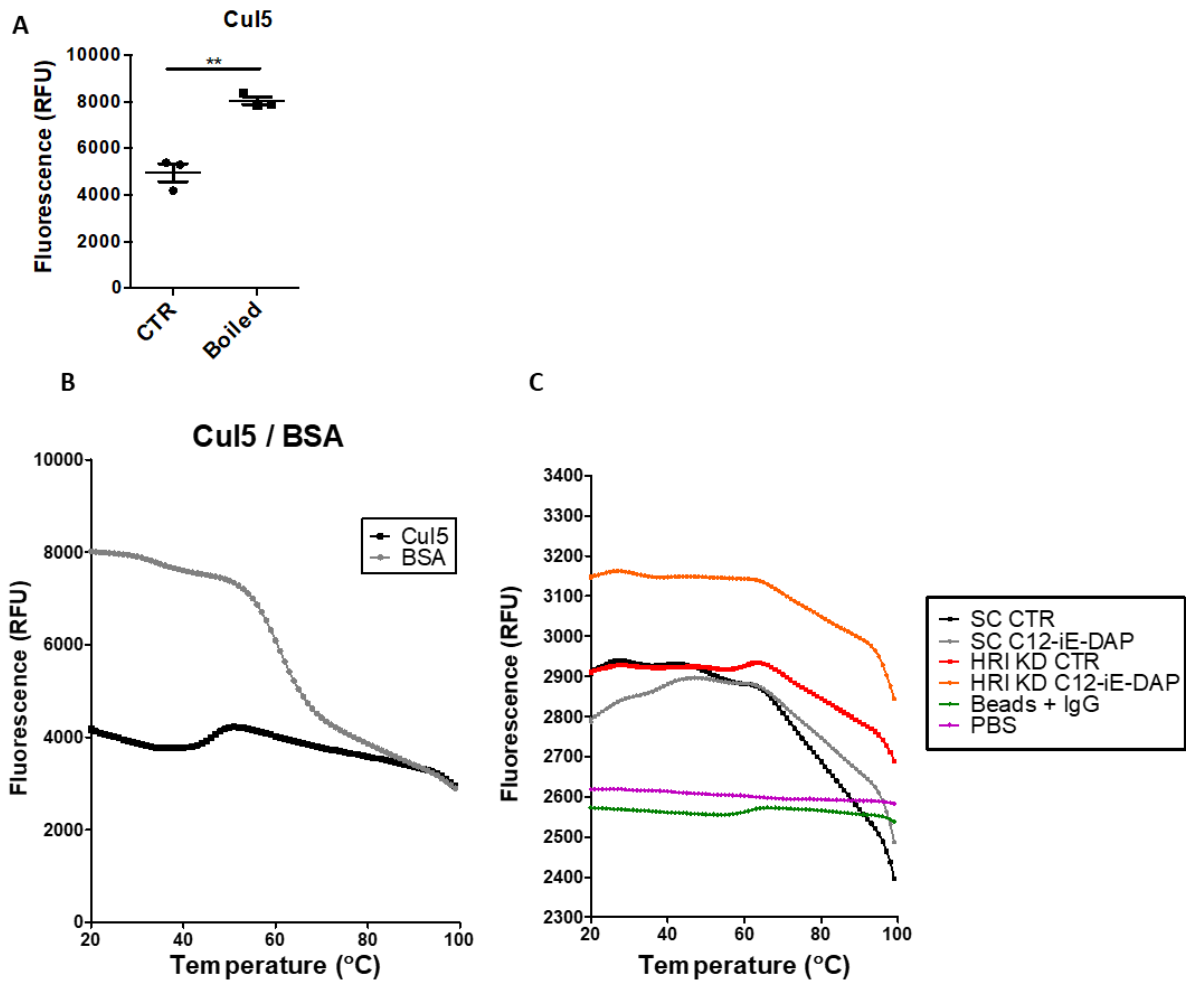 A
Cul5
**
10000
8000
6000
4000
2000
0
Fluorescence (RFU)
CTR
Boiled
B
Cul5 / BSA
10000
8000
6000
4000
2000
0
Fluorescence (RFU)
Cul5
BSA
20
40
60
80
100
Temperature (°C)
C
3400
3300
3200
3100
3000
2900
2800
2700
2600
2500
2400
2300
Fluorescence (RFU)
20
40
60
80
100
Temperature (°C)
SC CTR
SC C12-iE-DAP
HRI KD CTR
HRI KD C12-iE-DAP
Beads + IgG
PBS